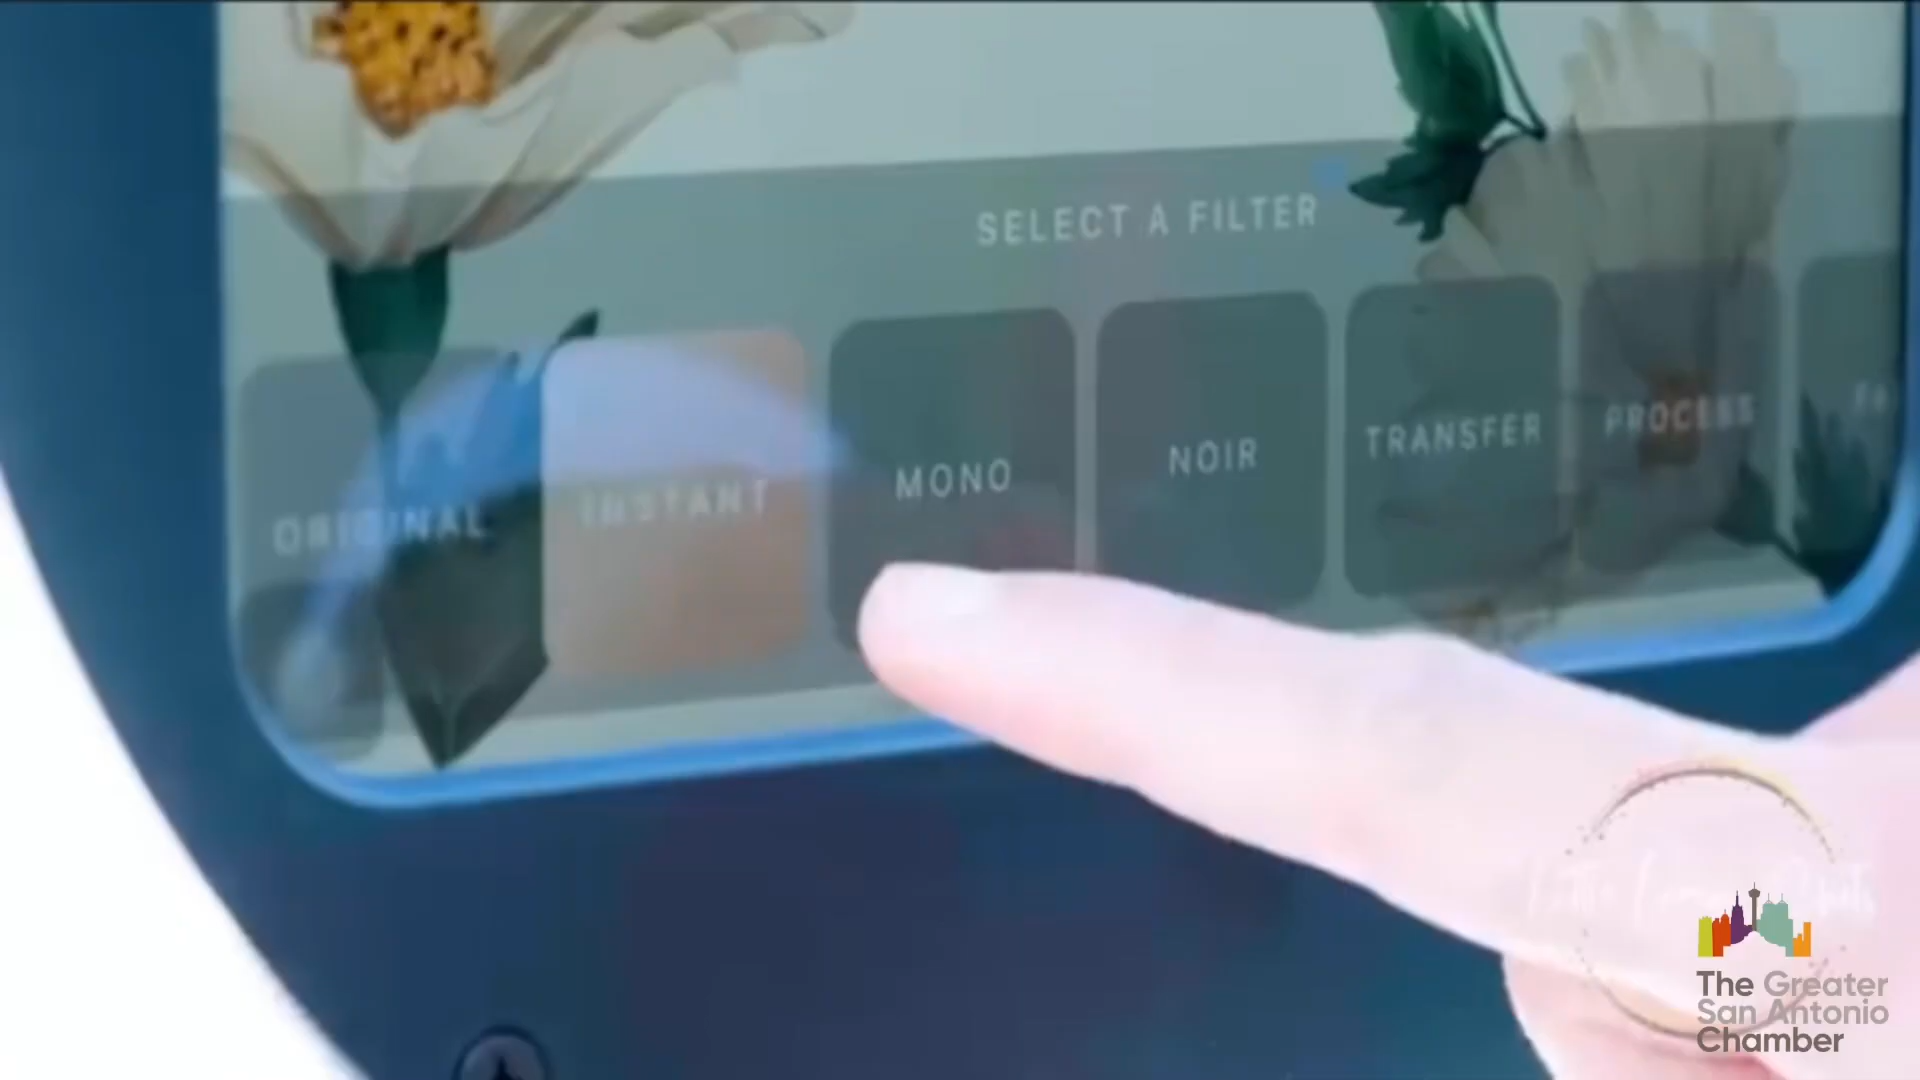 SELECT A FILTER
ORIGINAL
INSTANT
MONO
NOIR
TRANSFER
PROCESS
The Greater
San Antonio
Chamber